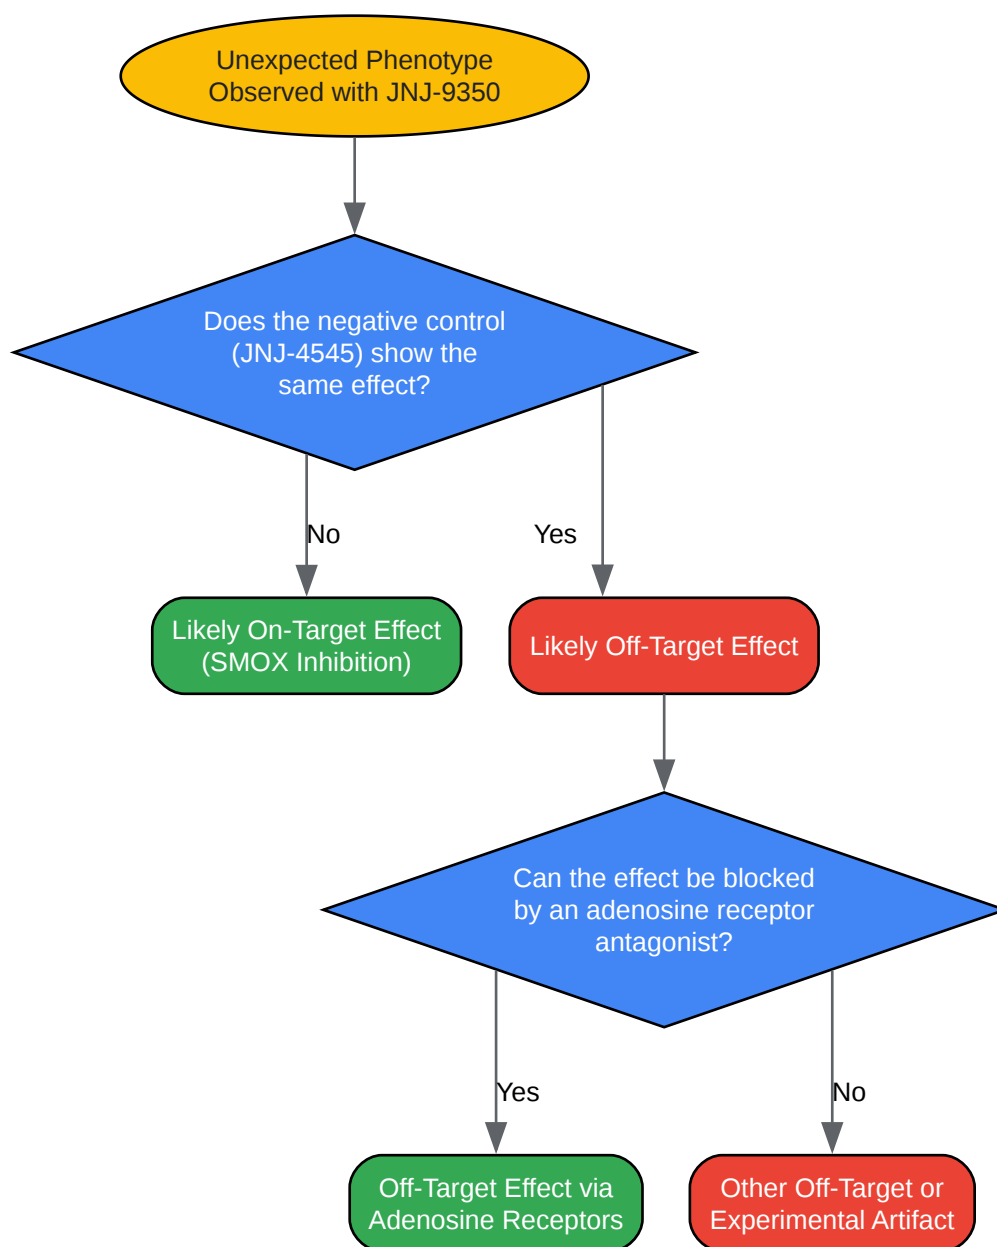 Unexpected Phenotype
Observed with JNJ-9350
Does the negative control
(JNJ-4545) show the
same effect?
No
Yes
Likely On-Target Effect
(SMOX Inhibition)
Likely Off-Target Effect
Can the effect be blocked
by an adenosine receptor
antagonist?
Yes
No
Off-Target Effect via
Adenosine Receptors
Other Off-Target or
Experimental Artifact